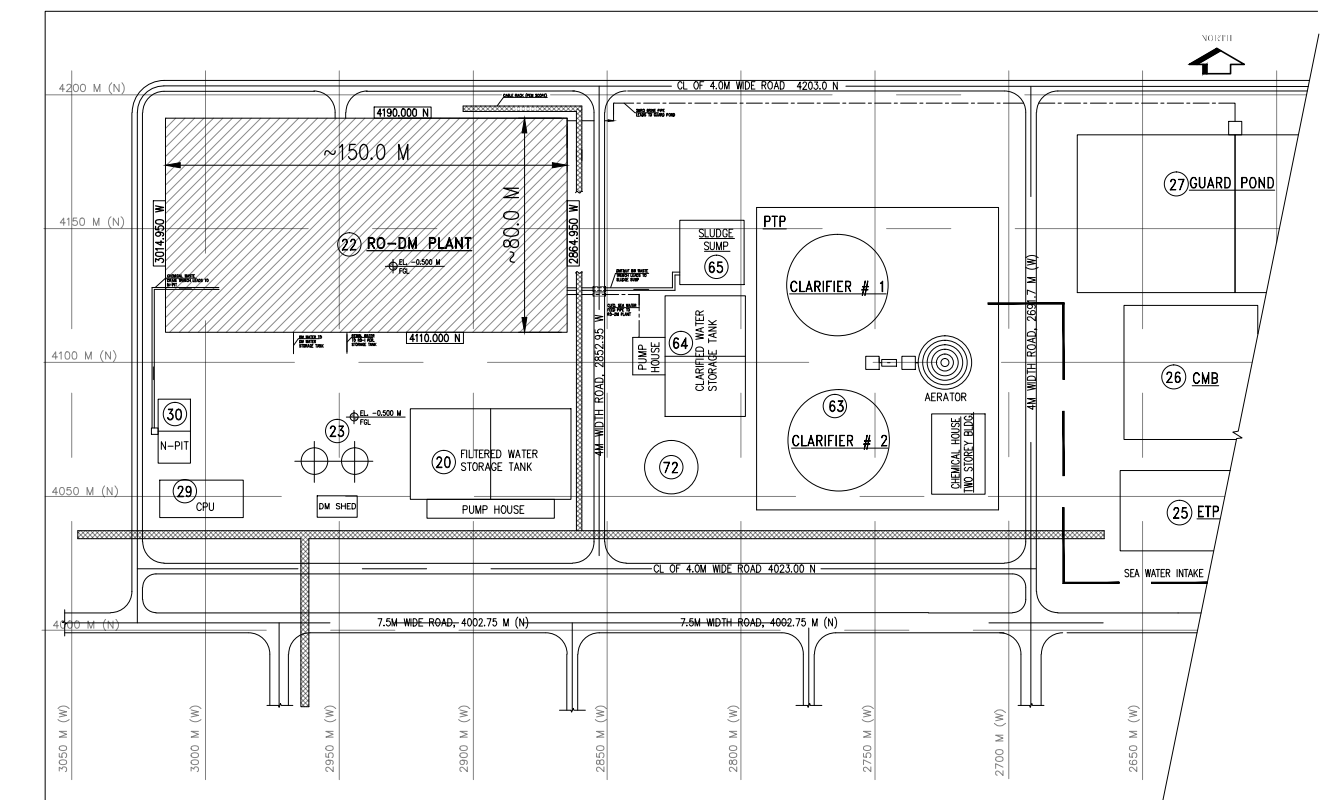 NORTH
4200 M (N)
CL OF 4.0M WIDE ROAD 4203.0 N
4190.000 N
~150.0 M
~80.0 M
27 GUARD POND
4150 M (N)
3014.950 W
2864.950 W
22 RO-DM PLANT
EL. -0.500 M
FGL
SLUDGE
SUMP
65
PTP
CLARIFIER # 1
4110.000 N
4M WIDTH ROAD, 2852.95 W
4M WIDTH ROAD, 2691.7 M (W)
4100 M (N)
PUMP
HOUSE
64
CLARIFIED WATER
STORAGE TANK
AERATOR
26 CMB
30
N-PIT
EL. -0.500 M
FGL
23
63
CLARIFIER # 2
CHEMICAL HOUSE
TWO STOREY BLDG.
20 FILTERED WATER
STORAGE TANK
72
4050 M (N)
29
CPU
DM SHED
PUMP HOUSE
25 ETP
CL OF 4.0M WIDE ROAD 4023.00 N
SEA WATER INTAKE
4000 M (N)
7.5M WIDE ROAD, 4002.75 M (N)
7.5M WIDTH ROAD, 4002.75 M (N)
3050 M (W)
3000 M (W)
2950 M (W)
2900 M (W)
2850 M (W)
2800 M (W)
2750 M (W)
2700 M (W)
2650 M (W)